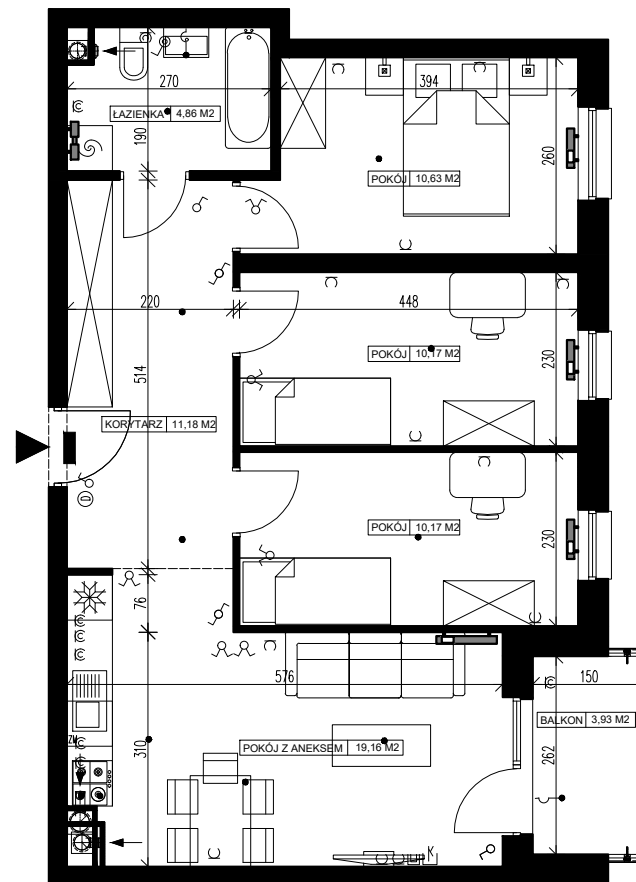 270
394
ŁAZIENKA 4,86 M2
190
POKÓJ 10,63 M2
260
220
448
514
POKÓJ 10,17 M2
230
KORYTARZ 11,18 M2
D
POKÓJ 10,17 M2
230
76
576
150
BALKON 3,93 M2
ZM
310
POKÓJ Z ANEKSEM 19,16 M2
262
K